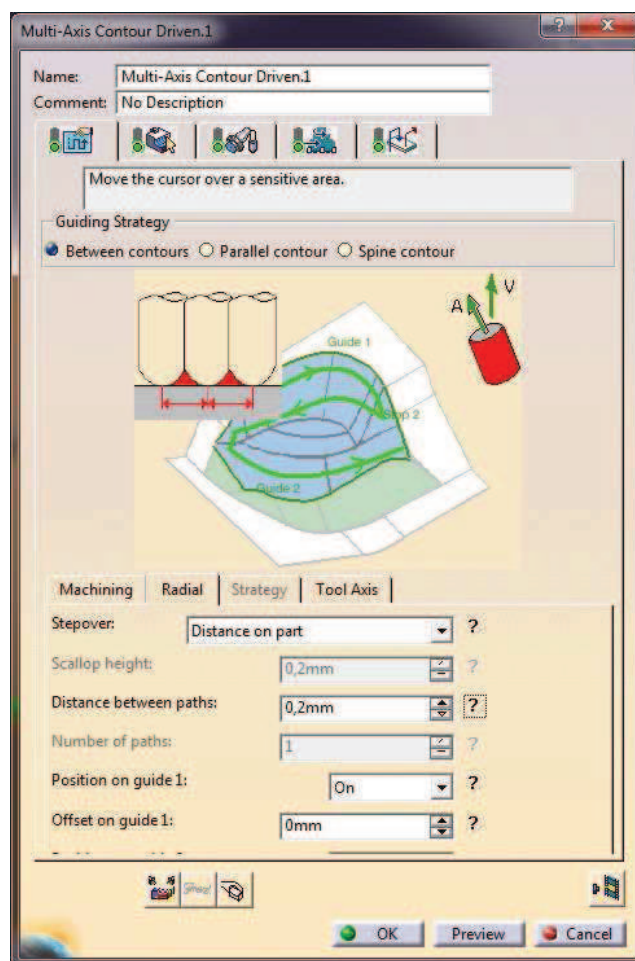 Multi-Axis Contour Driven.1
Name: Multi-Axis Contour Driven.1
Comment: No Description
Move the cursor over a sensitive area.
Guiding Strategy
Between contours Parallel contour Spine contour
V
A
Guide 1
Stop 2
Guide 2
Machining Radial Strategy Tool Axis
Stepover: Distance on part ?
Scallop height: 0,2mm ?
Distance between paths: 0,2mm ?
Number of paths: 1 ?
Position on guide 1: On ?
Offset on guide 1: 0mm ?
OK Preview Cancel